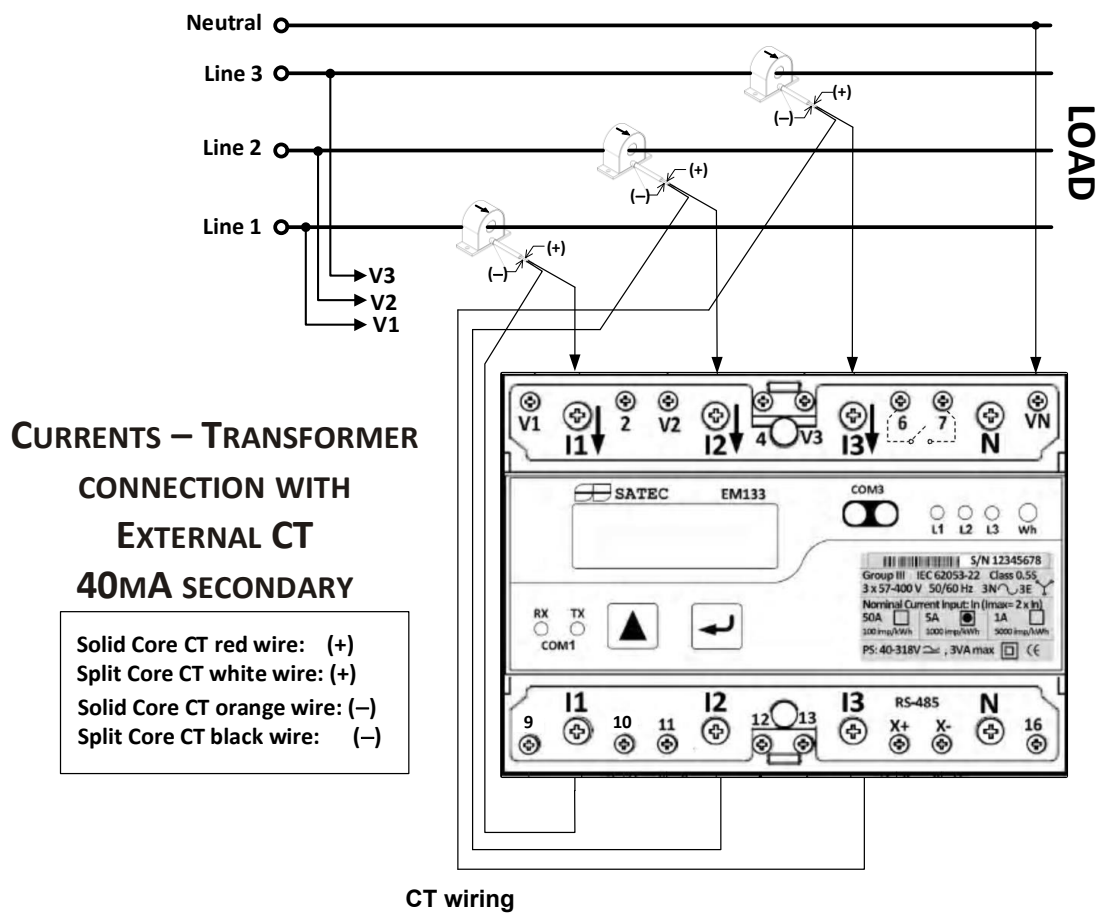 Neutral
Line 3
(+)
(–)
Line 2
(+)
(–)
LOAD
Line 1
(+)
(–)
V3
V2
V1
CURRENTS – TRANSFORMER
CONNECTION WITH
EXTERNAL CT
40MA SECONDARY
Solid Core CT red wire: (+)
Split Core CT white wire: (+)
Solid Core CT orange wire: (–)
Split Core CT black wire: (–)
V1 I1 2 V2 I2 4 V3 I3 6 7 N VN
SATEC EM133 COM3
L1 L2 L3 Wh
S/N 12345678
Group III IEC 62053-22 Class 0.5S
3 x 57-400 V 50/60 Hz 3N 3E
Nominal Current Input: In (Imax= 2 x In)
50A 5A 1A
100 imp/kWh 1000 imp/kWh 5000 imp/kWh
PS: 40-318V , 3VA max CE
RX TX
COM1
9 I1 10 11 I2 12 13 I3 RS-485 N 16
X+ X-
CT wiring